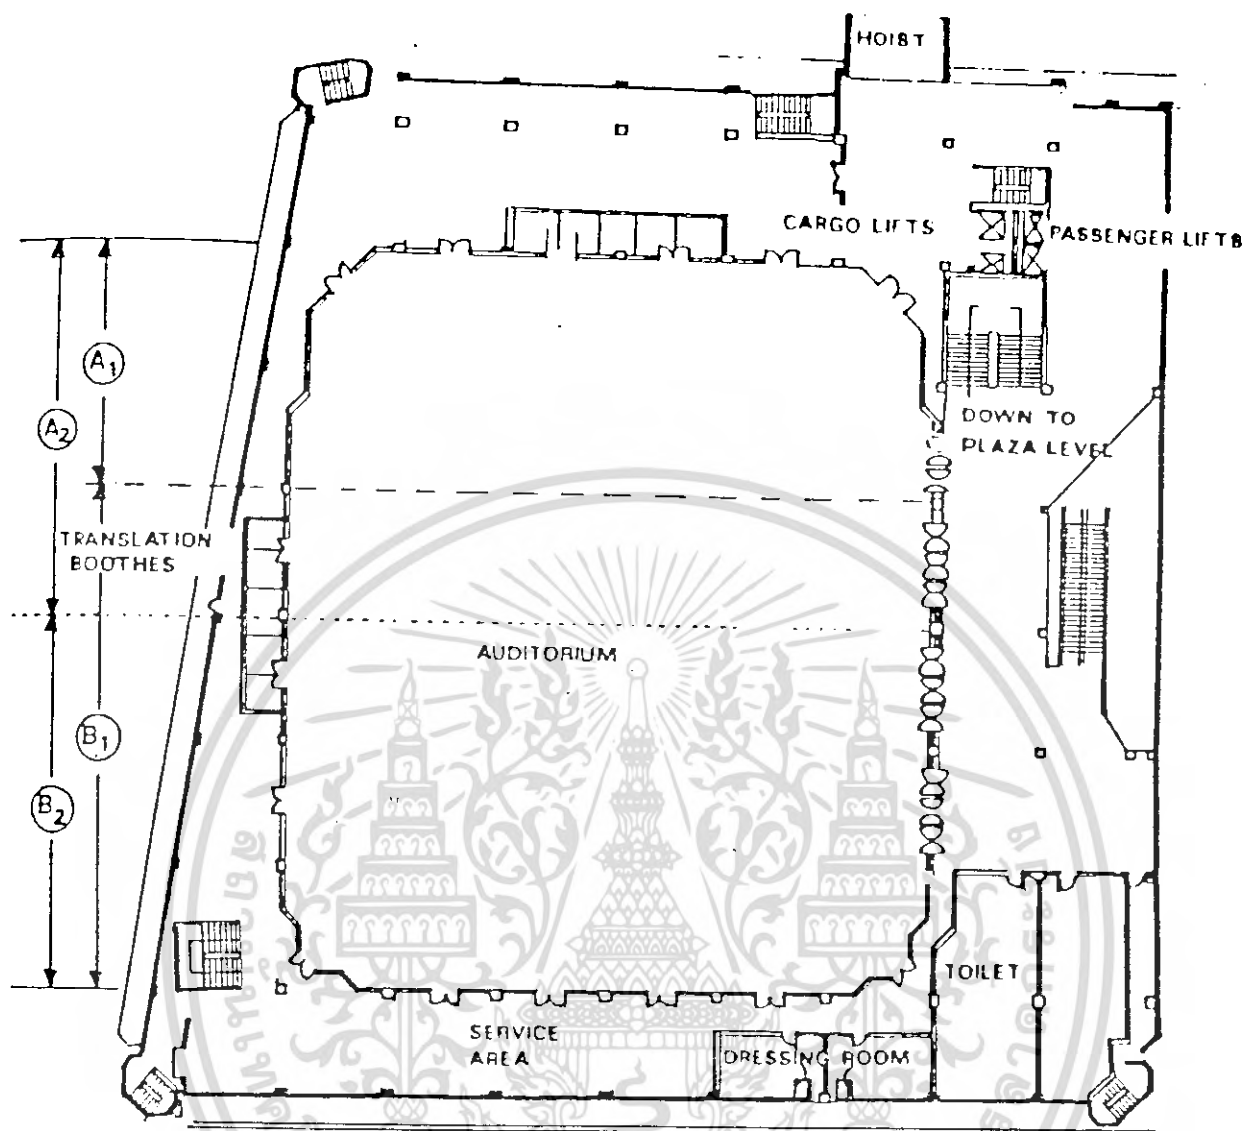 HOIST
CARGO LIFTS
PASSENGER LIFTS
A1
A2
DOWN TO
PLAZA LEVEL
TRANSLATION
BOOTHES
AUDITORIUM
B1
B2
TOILET
SERVICE
AREA
DRESSING ROOM